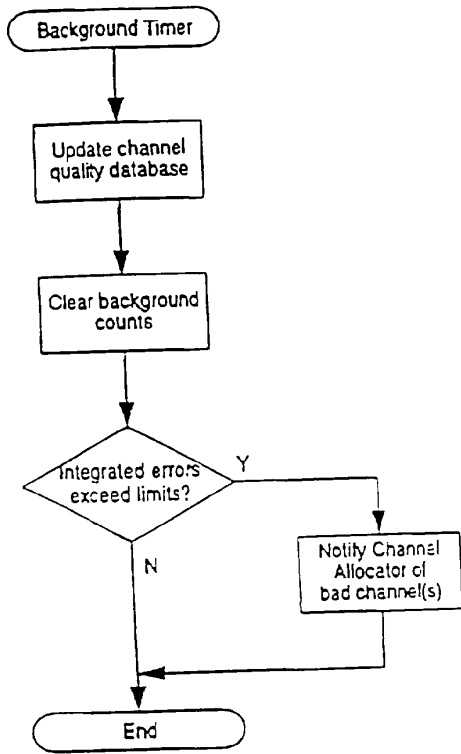 Background Timer
Update channel
quality database
Clear background
counts
Integrated errors
exceed limits?
Y
N
Notify Channel
Allocator of
bad channel(s)
End